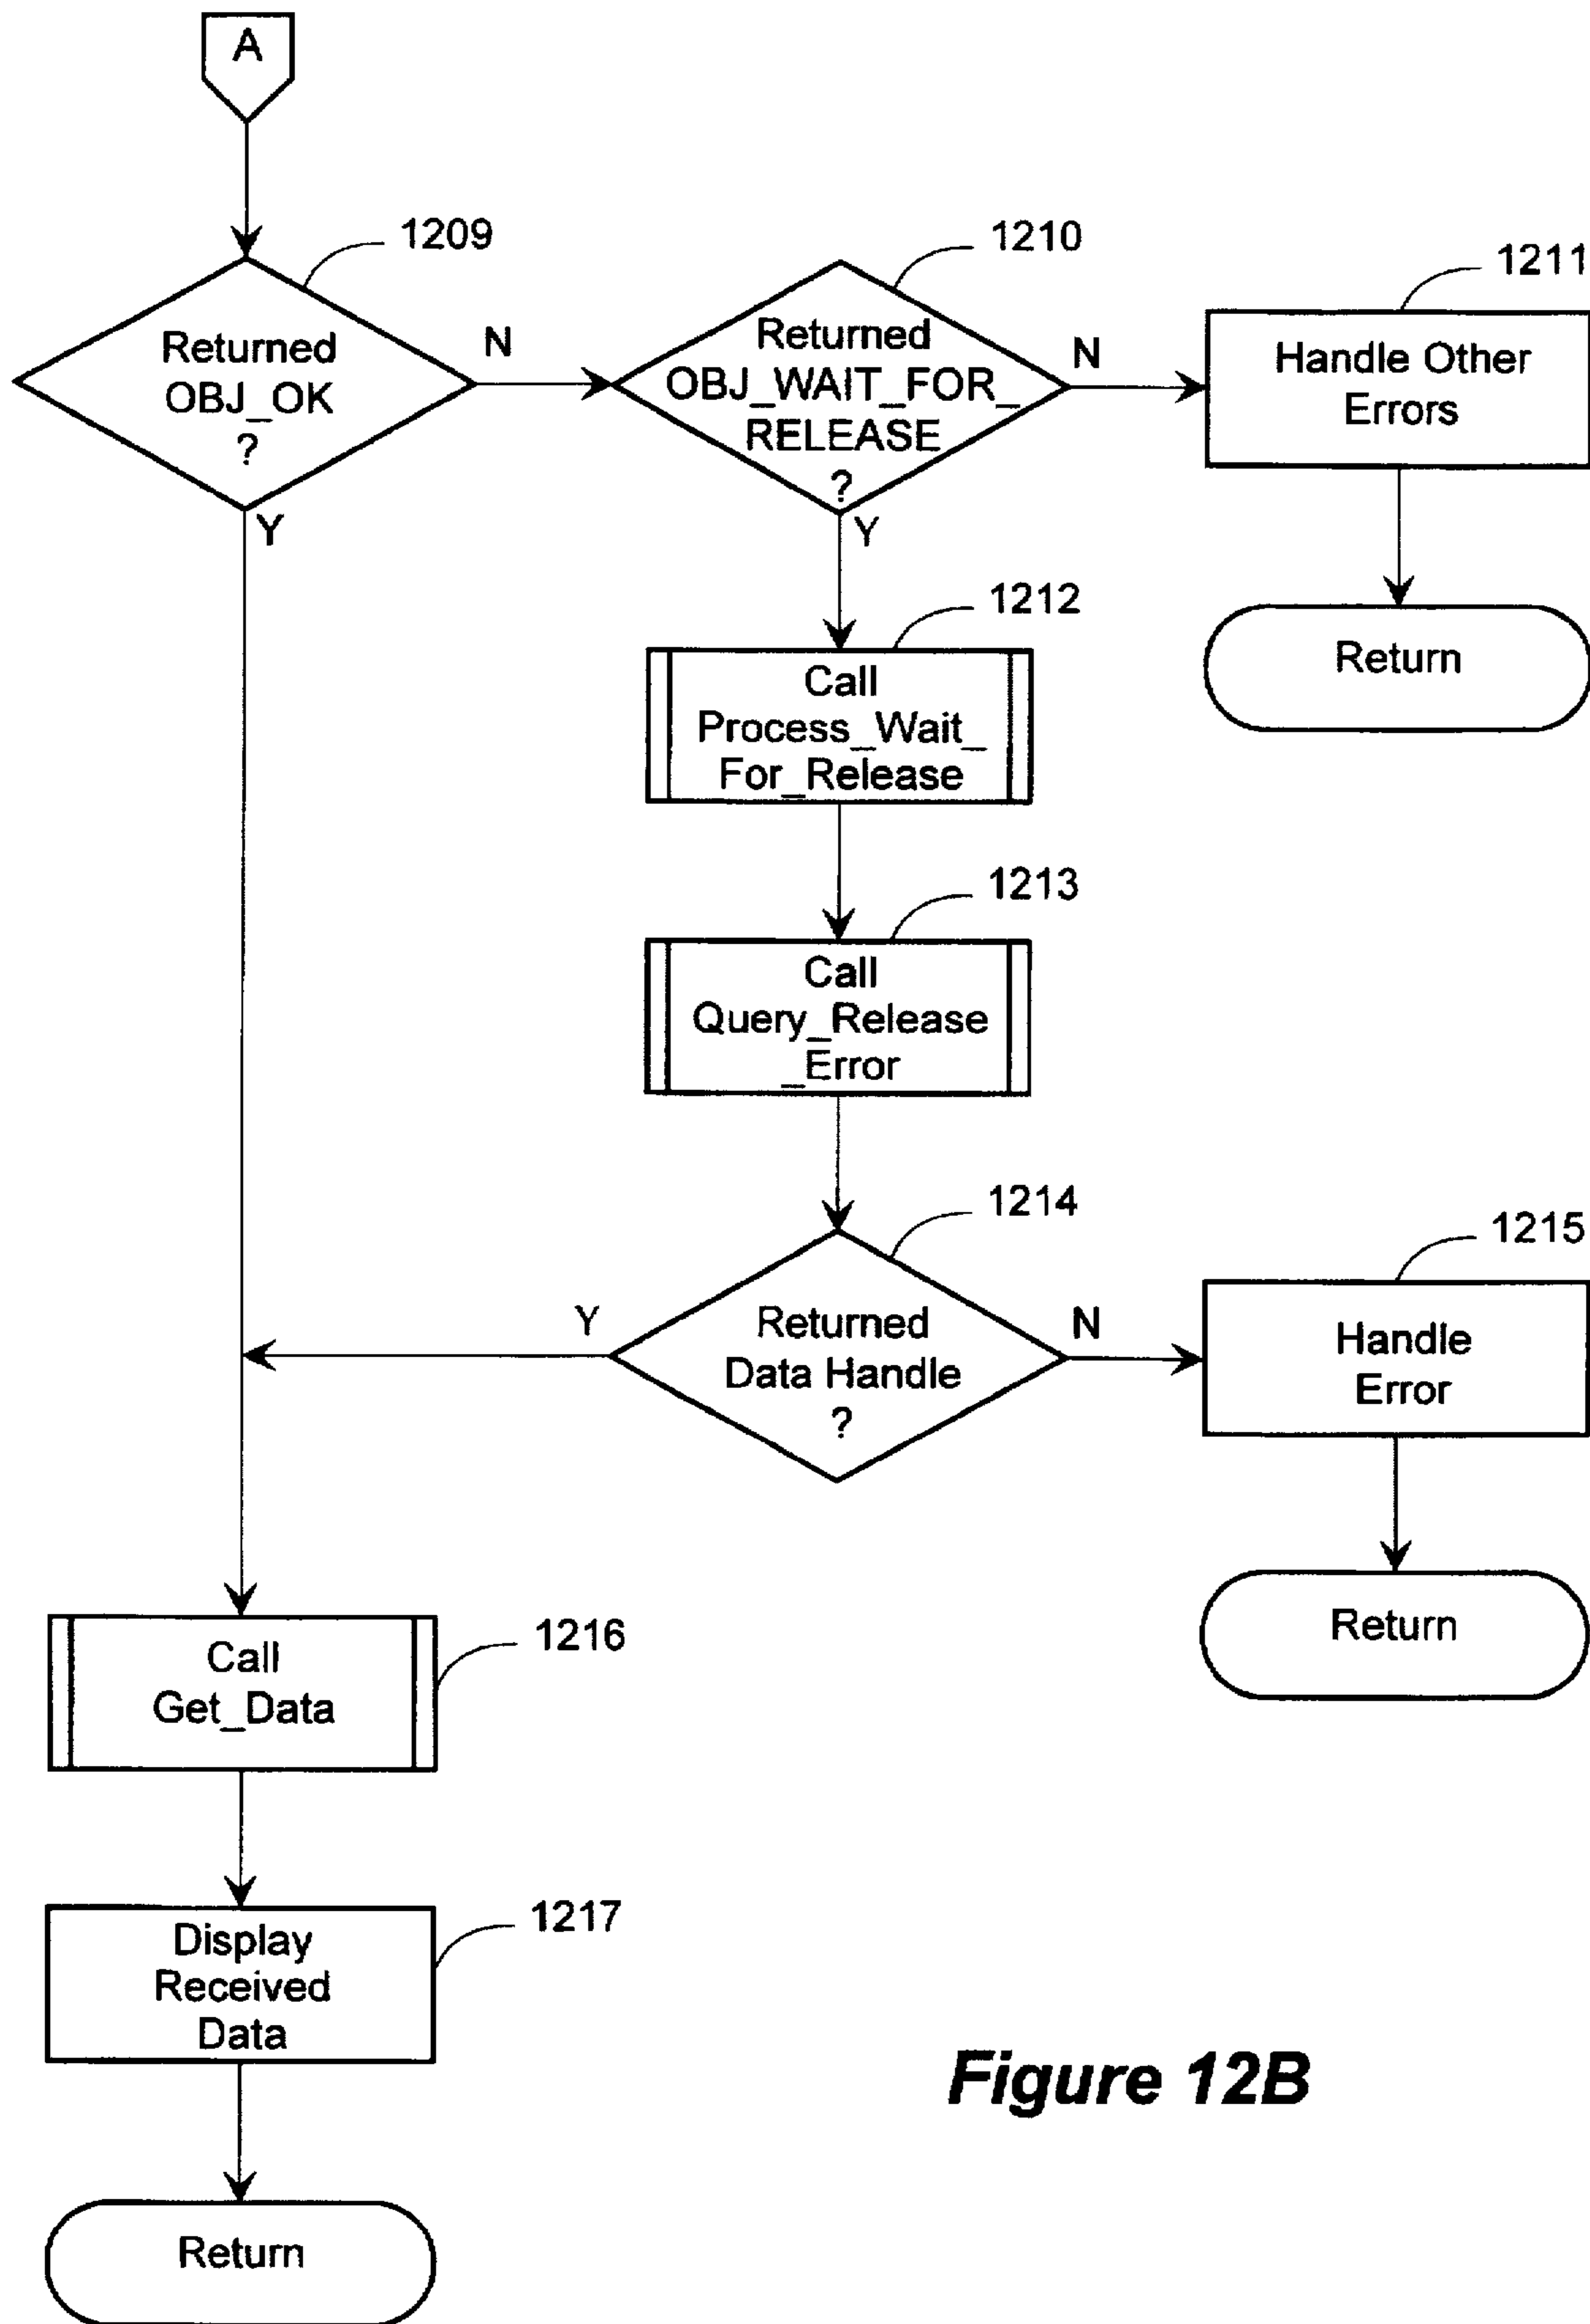 A
1209
Returned
OBJ_OK
?
N
Y
1210
Returned
OBJ_WAIT_FOR_
RELEASE
?
N
Y
1211
Handle Other
Errors
Return
1212
Call
Process_Wait_
For_Release
1213
Call
Query_Release
_Error
1214
Returned
Data Handle
?
Y
N
1215
Handle
Error
Return
1216
Call
Get_Data
1217
Display
Received
Data
Return
Figure 12B